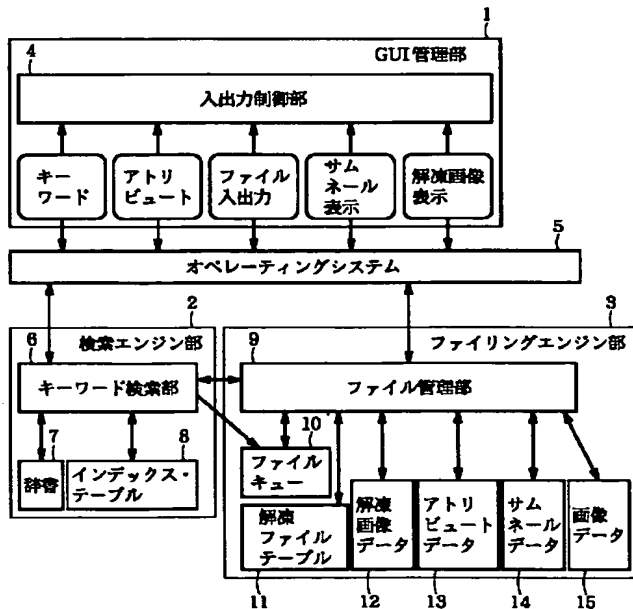 1
GUI管理部
4
入出力制御部
キー
ワード
アトリ
ビュート
ファイル
入出力
サム
ネール
表示
解凍画像
表示
5
オペレーティングシステム
2
検索エンジン部
6
キーワード検索部
7
辞書
8
インデックス・
テーブル
3
ファイリングエンジン部
9
ファイル管理部
10
ファイル
キュー
解凍
ファイル
テーブル
解凍
画像
データ
アトリ
ビュート
データ
サム
ネール
データ
画像
データ
11
12
13
14
15